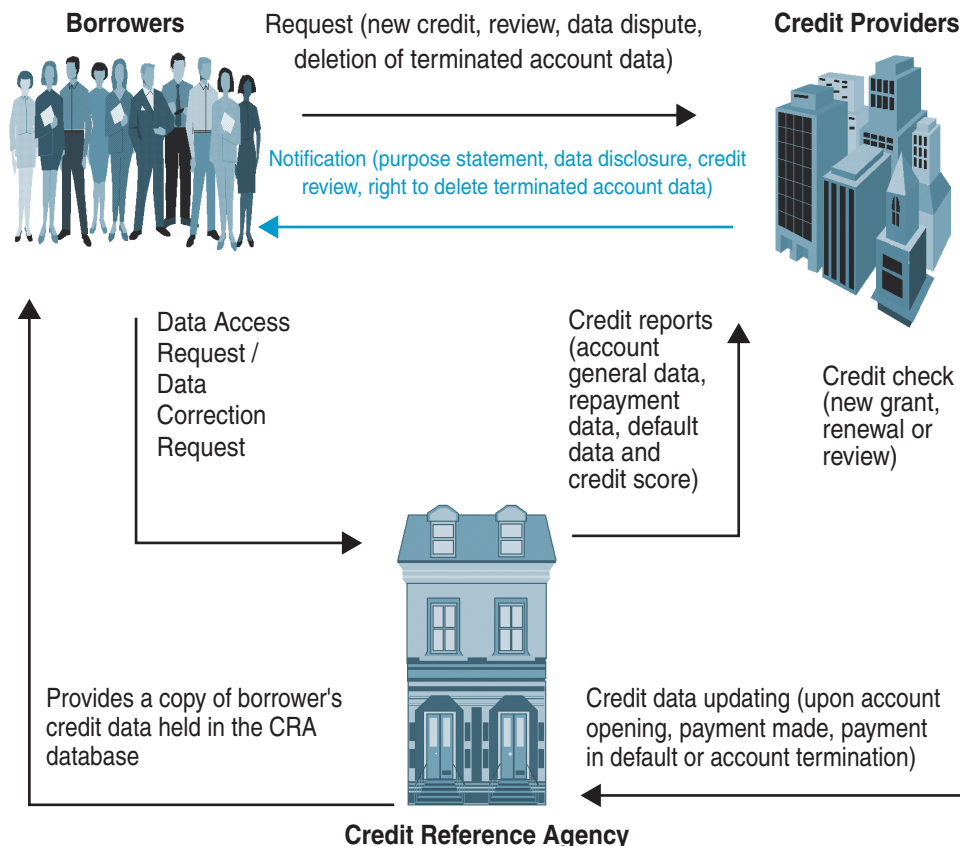 Borrowers
Request (new credit, review, data dispute,
deletion of terminated account data)
Credit Providers
Notification (purpose statement, data disclosure, credit
review, right to delete terminated account data)
Data Access
Request /
Data
Correction
Request
Credit reports
(account
general data,
repayment
data, default
data and
credit score)
Credit check
(new grant,
renewal or
review)
Provides a copy of borrower's
credit data held in the CRA
database
Credit data updating (upon account
opening, payment made, payment
in default or account termination)
Credit Reference Agency